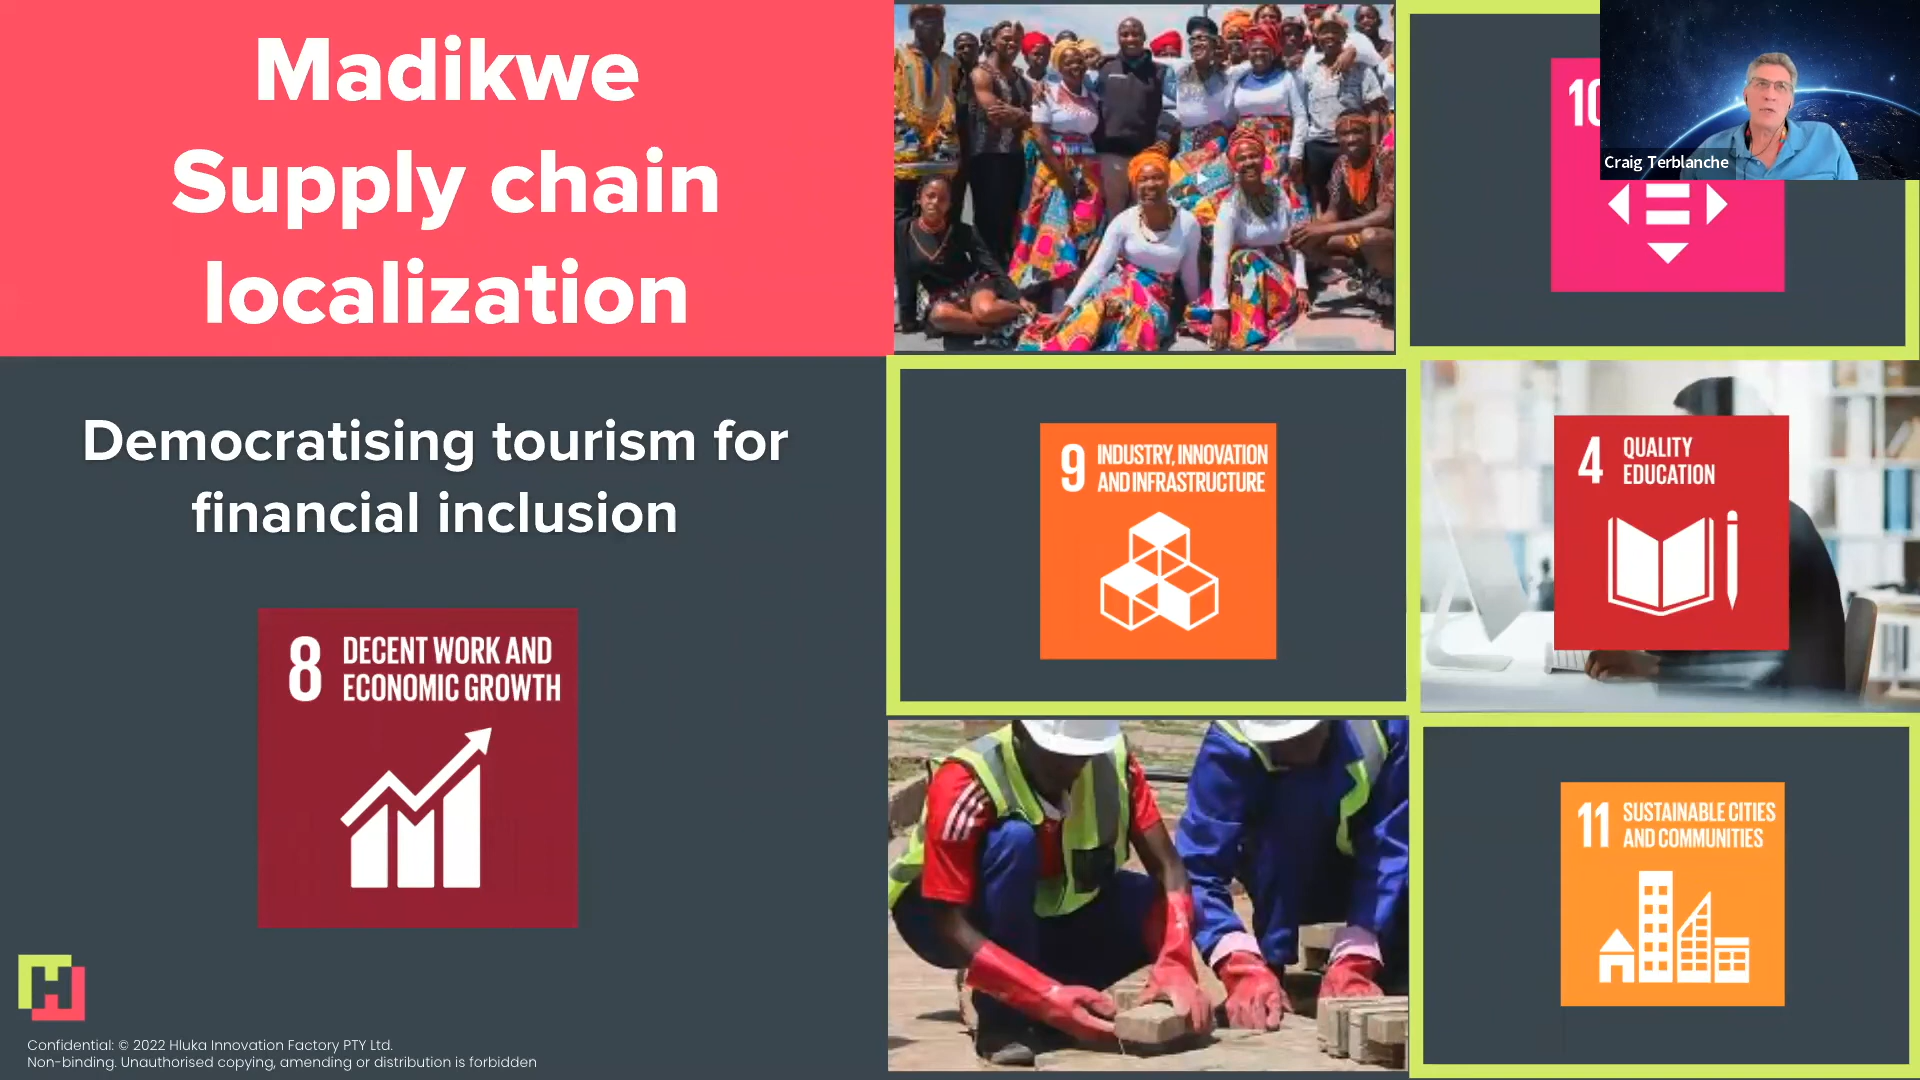 Madikwe
Supply chain
localization
Democratising tourism for
financial inclusion
8 DECENT WORK AND
ECONOMIC GROWTH
Confidential: © 2022 Hluka Innovation Factory PTY Ltd.
Non-binding. Unauthorised copying, amending or distribution is forbidden
10
Craig Terblanche
9 INDUSTRY, INNOVATION
AND INFRASTRUCTURE
4 QUALITY
EDUCATION
11 SUSTAINABLE CITIES
AND COMMUNITIES